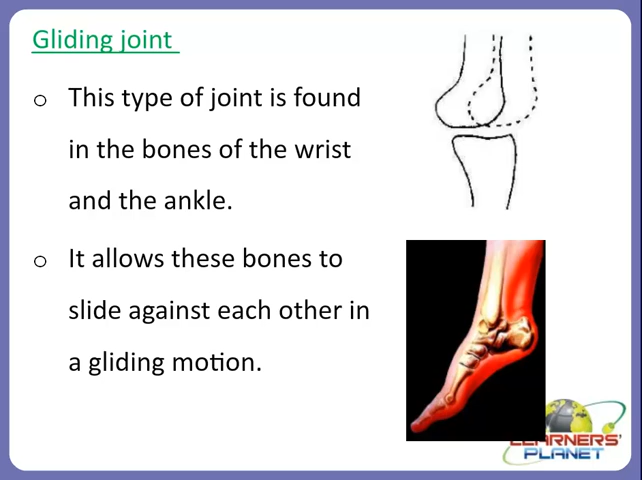 Gliding joint
o This type of joint is found
in the bones of the wrist
and the ankle.
o It allows these bones to
slide against each other in
a gliding motion.
LEARNERS'
PLANET